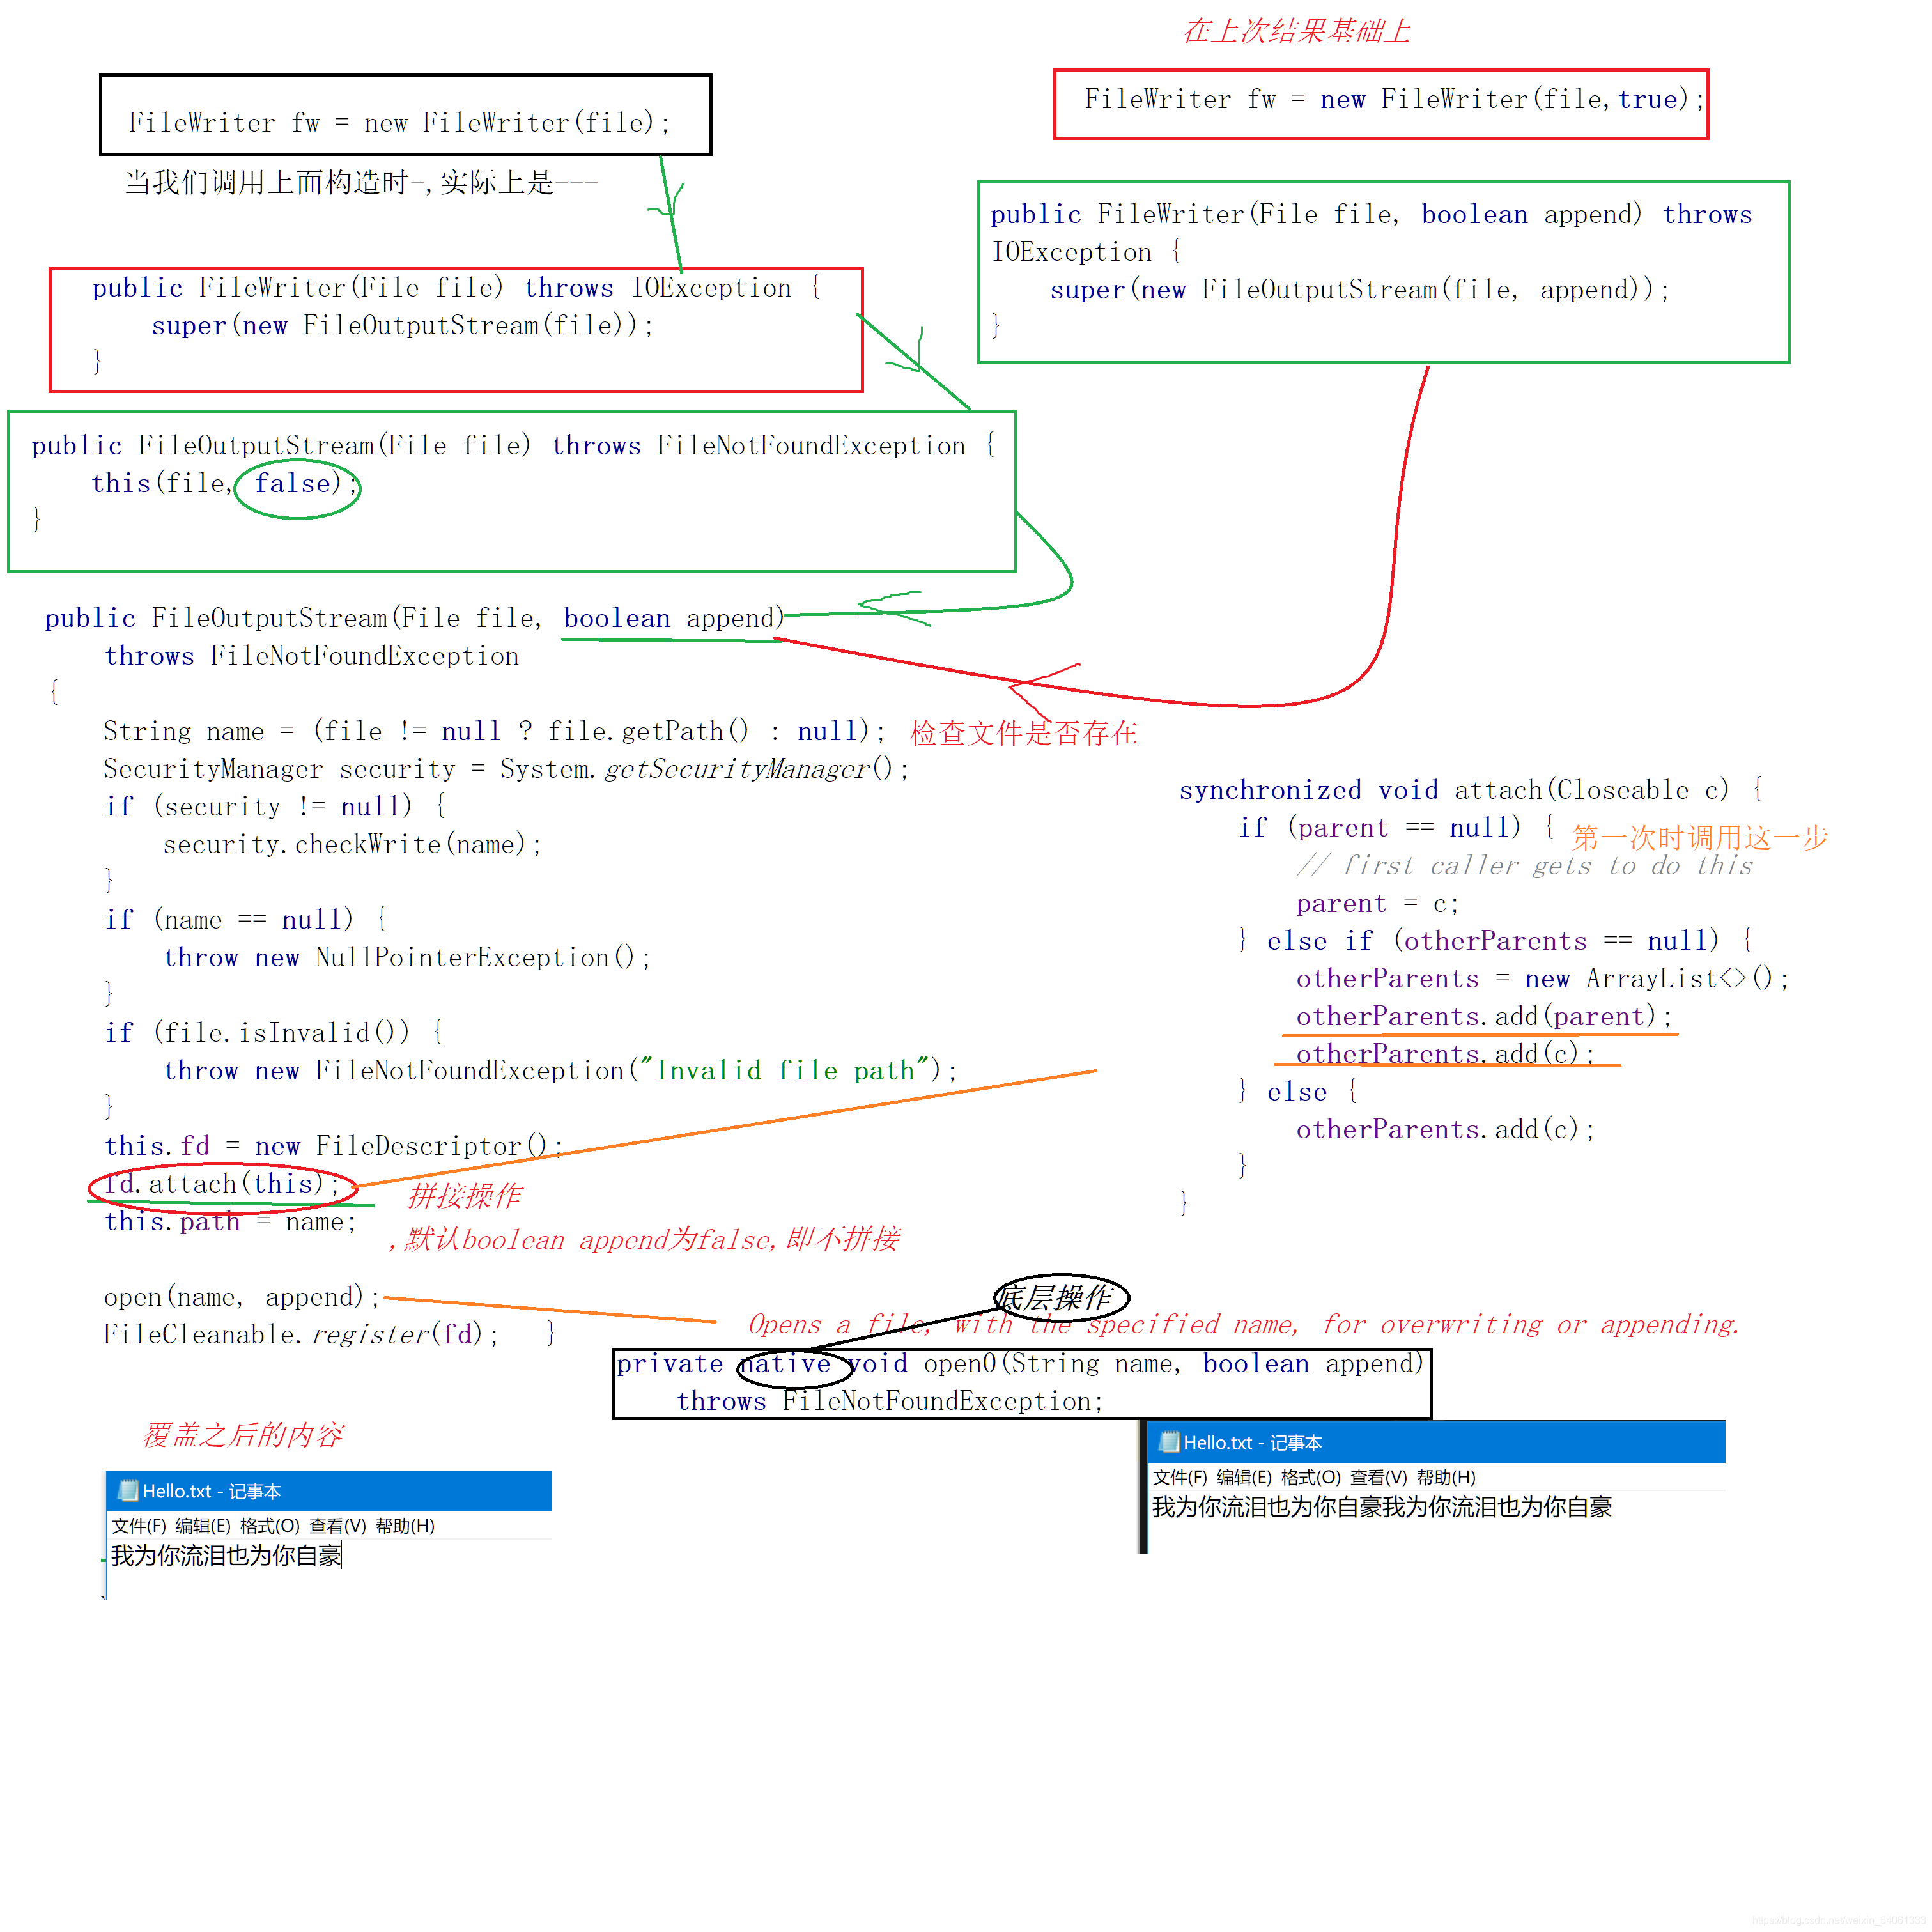 在上次结果基础上
FileWriter fw = new FileWriter(file);
FileWriter fw = new FileWriter(file,true);
当我们调用上面构造时-,实际上是---
public FileWriter(File file, boolean append) throws
IOException {
super(new FileOutputStream(file, append));
}
public FileWriter(File file) throws IOException {
super(new FileOutputStream(file));
}
public FileOutputStream(File file) throws FileNotFoundException {
this(file, false);
}
public FileOutputStream(File file, boolean append)
throws FileNotFoundException
{
String name = (file != null ? file.getPath() : null); 检查文件是否存在
SecurityManager security = System.getSecurityManager();
if (security != null) {
security.checkWrite(name);
}
if (name == null) {
throw new NullPointerException();
}
if (file.isInvalid()) {
throw new FileNotFoundException("Invalid file path");
}
this.fd = new FileDescriptor();
fd.attach(this); 拼接操作
this.path = name; ,默认boolean append为false,即不拼接
open(name, append);
FileCleanable.register(fd); }
synchronized void attach(Closeable c) {
if (parent == null) { 第一次时调用这一步
// first caller gets to do this
parent = c;
} else if (otherParents == null) {
otherParents = new ArrayList<>();
otherParents.add(parent);
otherParents.add(c);
} else {
otherParents.add(c);
}
}
底层操作
Opens a file, with the specified name, for overwriting or appending.
private native void open0(String name, boolean append)
throws FileNotFoundException;
覆盖之后的内容
Hello.txt - 记事本
文件(F) 编辑(E) 格式(O) 查看(V) 帮助(H)
我为你流泪也为你自豪
Hello.txt - 记事本
文件(F) 编辑(E) 格式(O) 查看(V) 帮助(H)
我为你流泪也为你自豪我为你流泪也为你自豪
https://blog.csdn.net/weixin_54061333